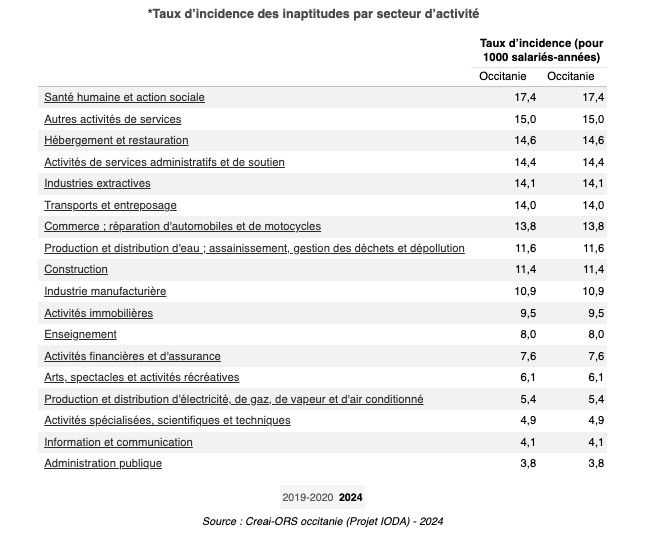 *Taux d’incidence des inaptitudes par secteur d’activité
Taux d’incidence (pour
1000 salariés-années)
Occitanie Occitanie
Santé humaine et action sociale 17,4 17,4
Autres activités de services 15,0 15,0
Hébergement et restauration 14,6 14,6
Activités de services administratifs et de soutien 14,4 14,4
Industries extractives 14,1 14,1
Transports et entreposage 14,0 14,0
Commerce ; réparation d'automobiles et de motocycles 13,8 13,8
Production et distribution d'eau ; assainissement, gestion des déchets et dépollution 11,6 11,6
Construction 11,4 11,4
Industrie manufacturière 10,9 10,9
Activités immobilières 9,5 9,5
Enseignement 8,0 8,0
Activités financières et d'assurance 7,6 7,6
Arts, spectacles et activités récréatives 6,1 6,1
Production et distribution d'électricité, de gaz, de vapeur et d'air conditionné 5,4 5,4
Activités spécialisées, scientifiques et techniques 4,9 4,9
Information et communication 4,1 4,1
Administration publique 3,8 3,8
2019-2020 2024
Source : Creai-ORS occitanie (Projet IODA) - 2024